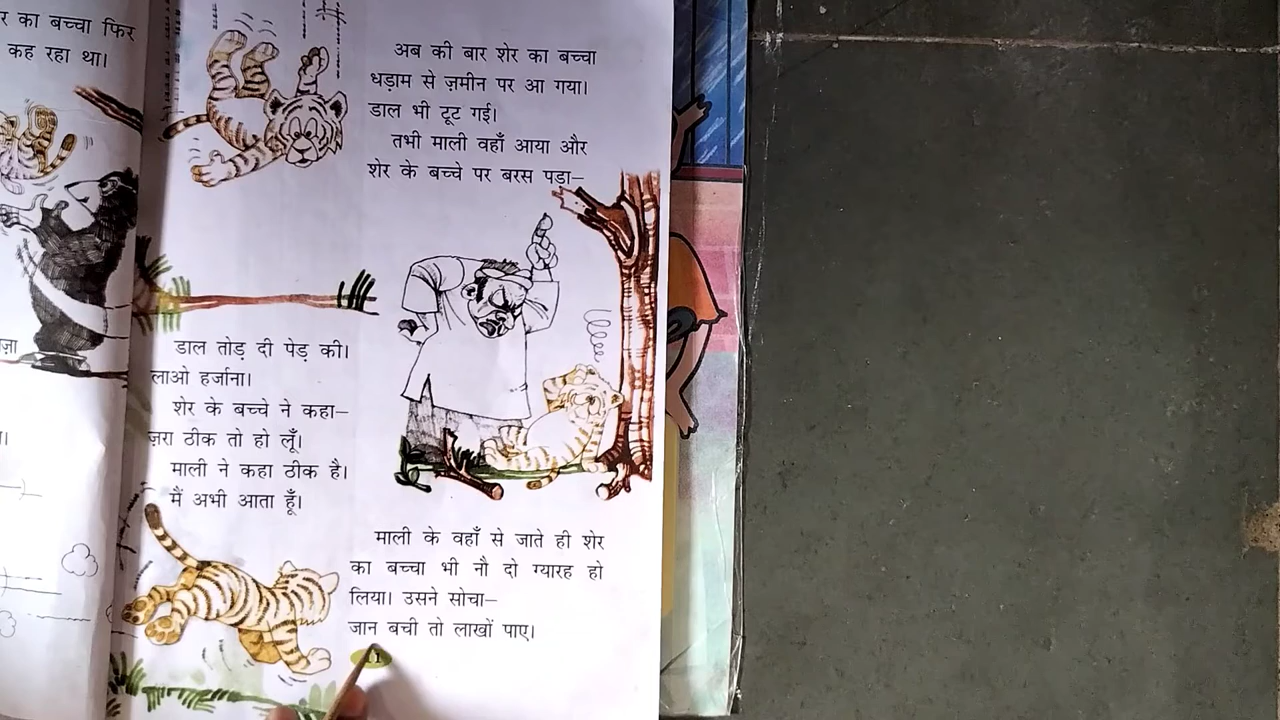 र का बच्चा फिर
कह रहा था।
अब की बार शेर का बच्चा
धड़ाम से ज़मीन पर आ गया।
डाल भी टूट गई।
तभी माली वहाँ आया और
शेर के बच्चे पर बरस पड़ा–
डाल तोड़ दी पेड़ की।
लाओ हर्जाना।
शेर के बच्चे ने कहा–
ज़रा ठीक तो हो लूँ।
माली ने कहा ठीक है।
मैं अभी आता हूँ।
माली के वहाँ से जाते ही शेर
का बच्चा भी नौ दो ग्यारह हो
लिया। उसने सोचा–
जान बची तो लाखों पाए।